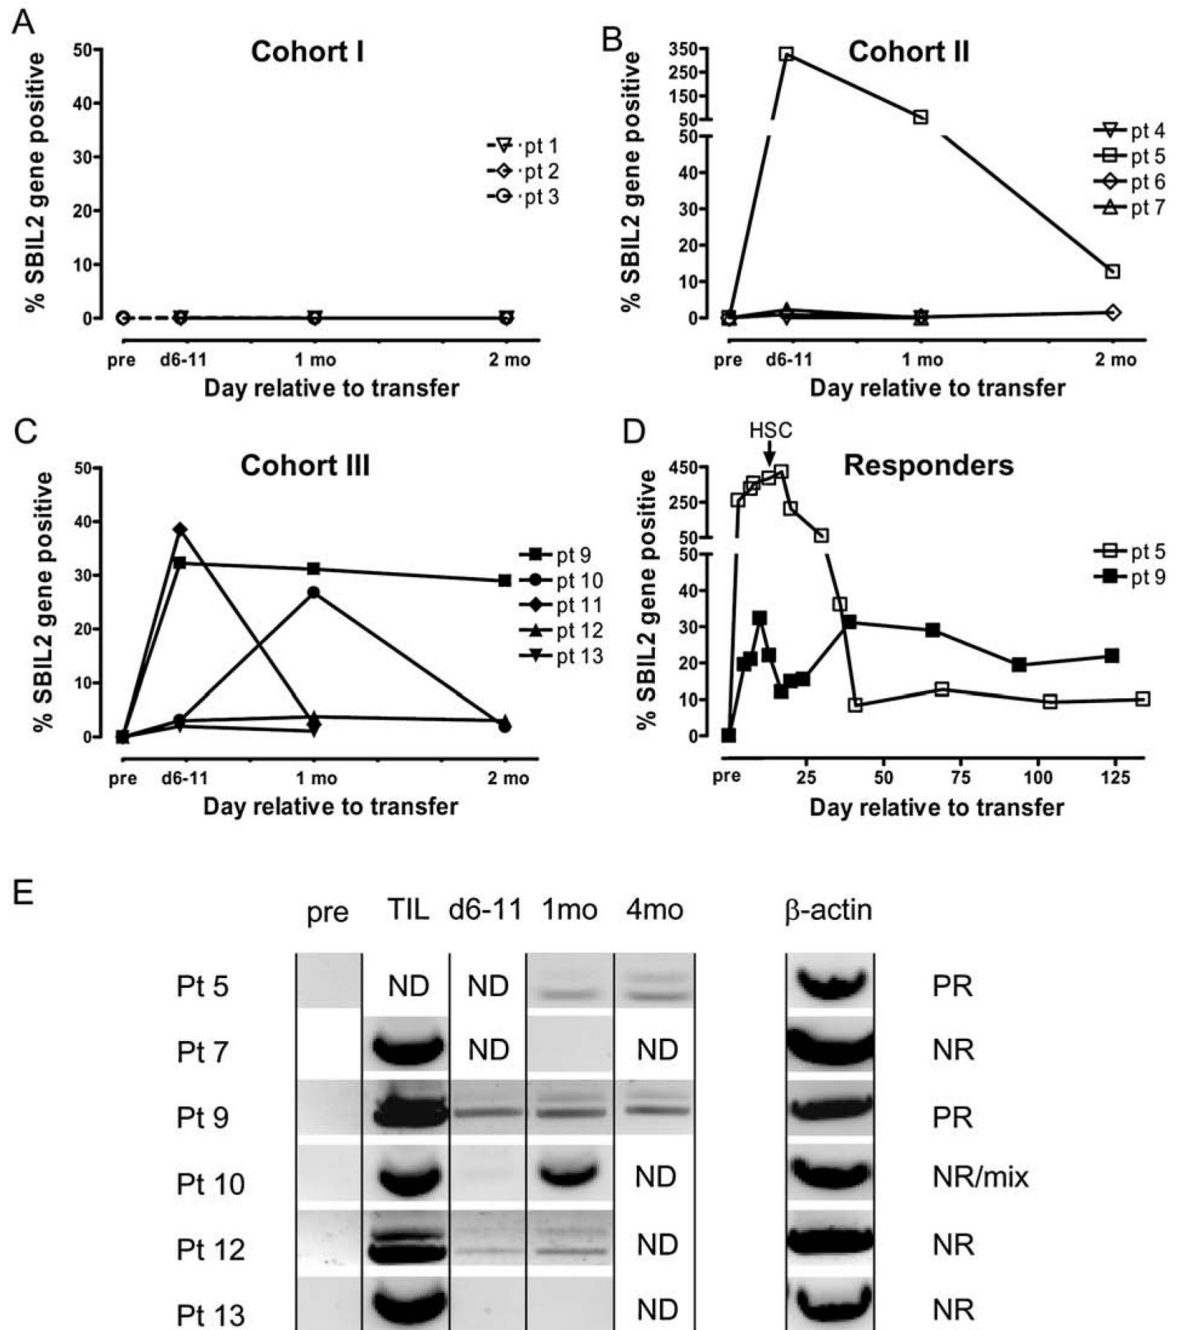 A
Cohort I
% SBIL2 gene positive
50
40
30
20
10
0
pre d6-11 1 mo 2 mo
Day relative to transfer
pt 1
pt 2
pt 3
B
Cohort II
% SBIL2 gene positive
350
250
150
50
50
40
30
20
10
0
pre d6-11 1 mo 2 mo
Day relative to transfer
pt 4
pt 5
pt 6
pt 7
C
Cohort III
% SBIL2 gene positive
50
40
30
20
10
0
pre d6-11 1 mo 2 mo
Day relative to transfer
pt 9
pt 10
pt 11
pt 12
pt 13
D
HSC
Responders
% SBIL2 gene positive
450
250
50
50
40
30
20
10
0
pre 25 50 75 100 125
Day relative to transfer
pt 5
pt 9
E
pre TIL d6-11 1mo 4mo β-actin
Pt 5 ND ND PR
Pt 7 ND ND NR
Pt 9 PR
Pt 10 ND NR/mix
Pt 12 ND NR
Pt 13 ND NR